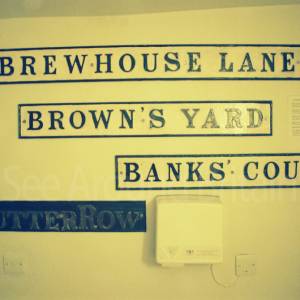 BREWHOUSE LANE
BROWN'S YARD
BANKS' COU
UTTERROW